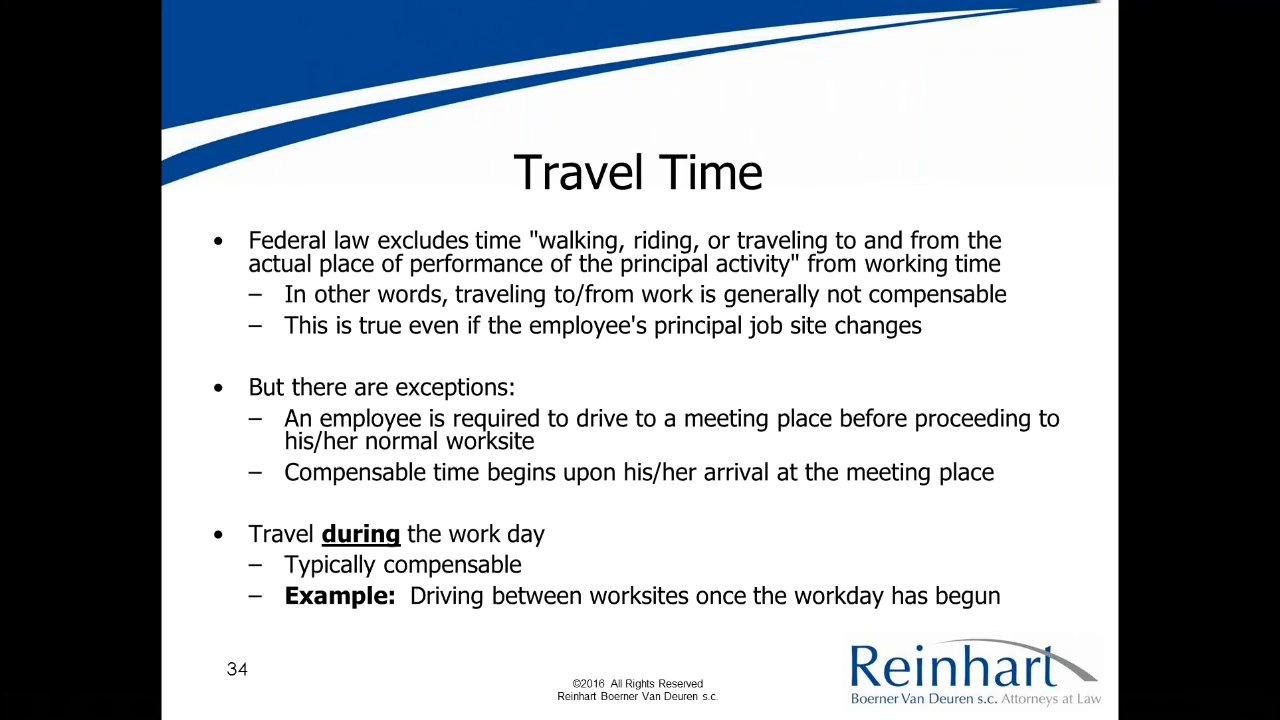 Travel Time
• Federal law excludes time "walking, riding, or traveling to and from the
actual place of performance of the principal activity" from working time
– In other words, traveling to/from work is generally not compensable
– This is true even if the employee's principal job site changes
• But there are exceptions:
– An employee is required to drive to a meeting place before proceeding to
his/her normal worksite
– Compensable time begins upon his/her arrival at the meeting place
• Travel during the work day
– Typically compensable
– Example: Driving between worksites once the workday has begun
34
©2016 All Rights Reserved
Reinhart Boerner Van Deuren s.c.
Reinhart
Boerner Van Deuren s.c. Attorneys at Law